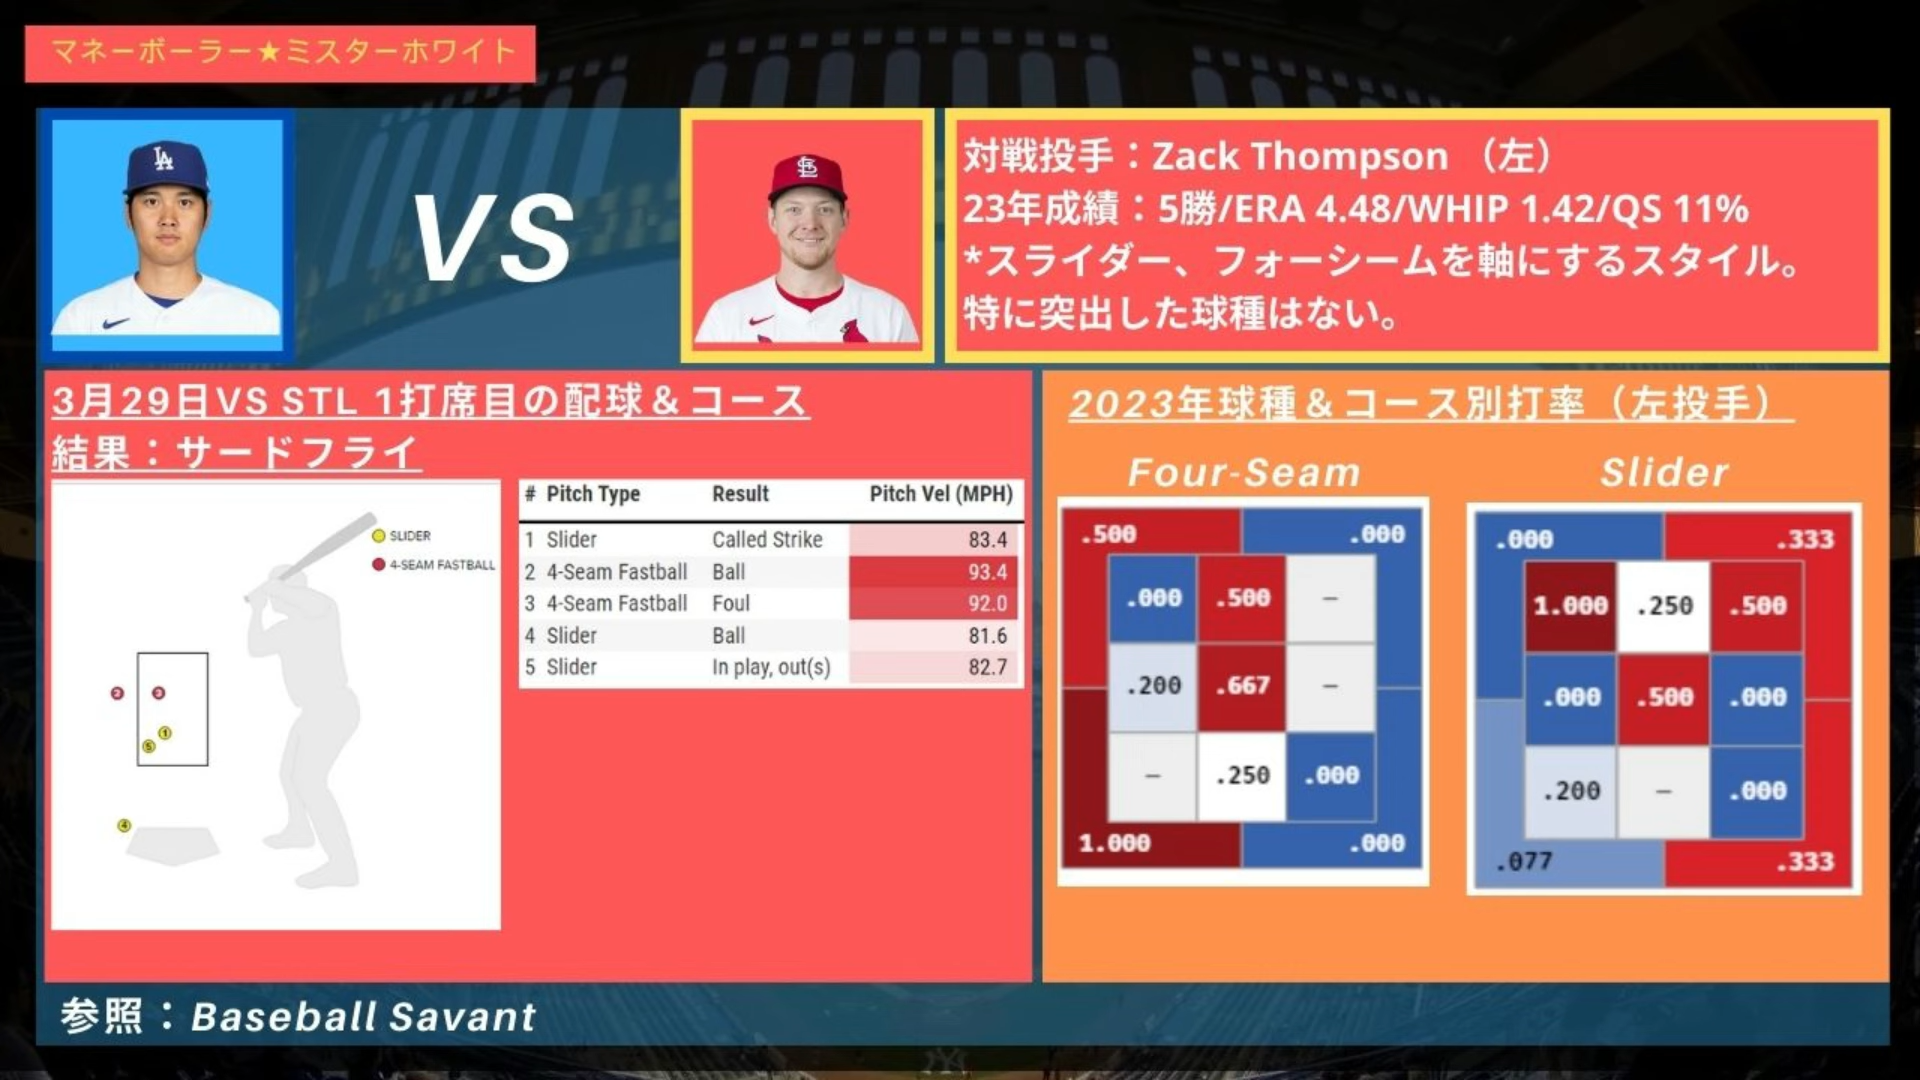 マネーボーラー★ミスターホワイト
LA
VS
STL
対戦投手：Zack Thompson （左）
23年成績：5勝/ERA 4.48/WHIP 1.42/QS 11%
*スライダー、フォーシームを軸にするスタイル。
特に突出した球種はない。
3月29日VS STL 1打席目の配球＆コース
結果：サードフライ
SLIDER
4-SEAM FASTBALL
2 3
1
5
4
# Pitch Type Result Pitch Vel (MPH)
1 Slider Called Strike 83.4
2 4-Seam Fastball Ball 93.4
3 4-Seam Fastball Foul 92.0
4 Slider Ball 81.6
5 Slider In play, out(s) 82.7
2023年球種＆コース別打率（左投手）
Four-Seam
.500 .000
.000 .500 –
.200 .667 –
– .250 .000
1.000 .000
Slider
.000 .333
1.000 .250 .500
.000 .500 .000
.200 – .000
.077 .333
参照：Baseball Savant